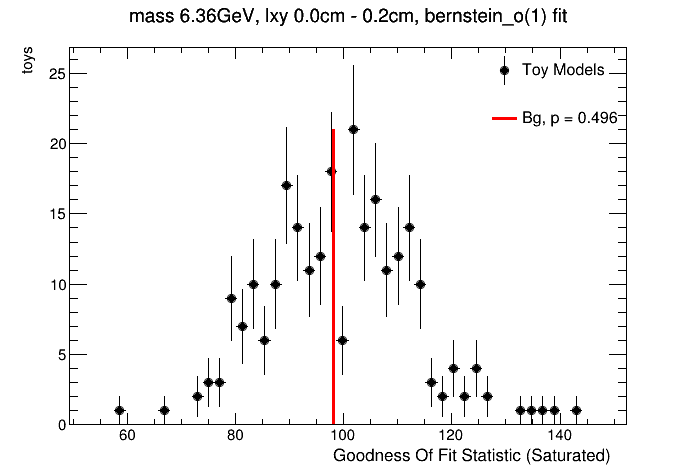 mass 6.36GeV, lxy 0.0cm - 0.2cm, bernstein_o(1) fit
toys
25
20
15
10
5
0
Toy Models
Bg, p = 0.496
60
80
100
120
140
Goodness Of Fit Statistic (Saturated)